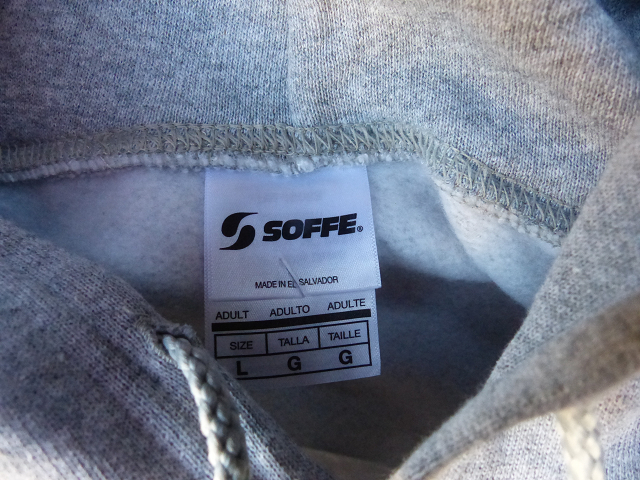 SOFFE®
MADE IN EL SALVADOR
ADULT ADULTO ADULTE
SIZE TALLA TAILLE
L G G